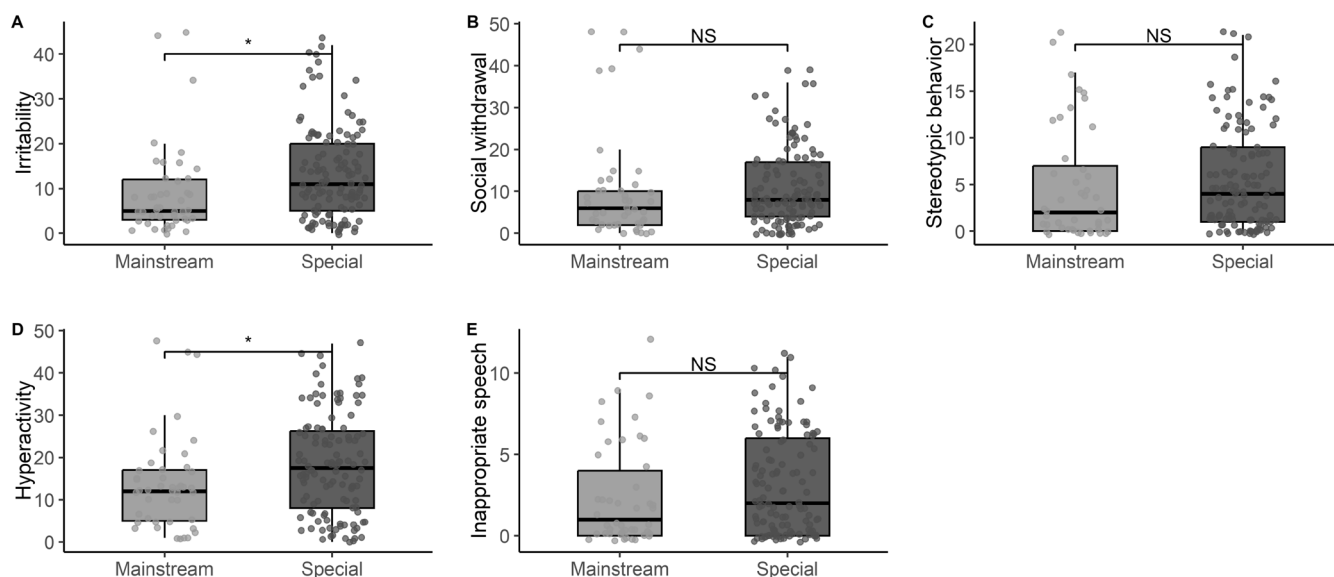 A
Irritability
40
30
20
10
0
*
Mainstream
Special
B
Social withdrawal
50
40
30
20
10
0
NS
Mainstream
Special
C
Stereotypic behavior
20
15
10
5
0
NS
Mainstream
Special
D
Hyperactivity
50
40
30
20
10
0
*
Mainstream
Special
E
Inappropriate speech
10
5
0
NS
Mainstream
Special